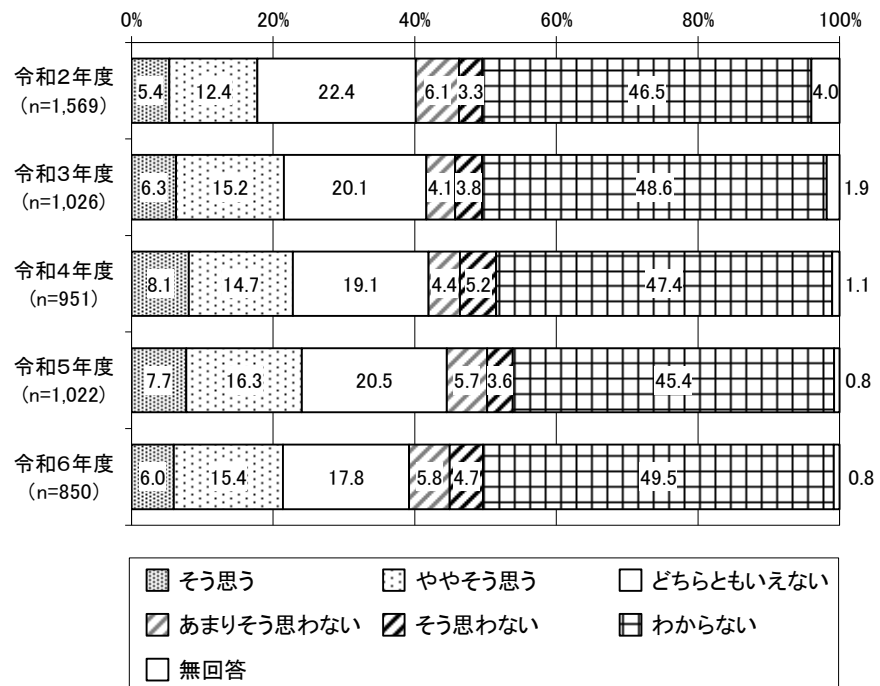 0% 20% 40% 60% 80% 100%
令和2年度
(n=1,569)
5.4 12.4 22.4 6.1 3.3 46.5 4.0
令和3年度
(n=1,026)
6.3 15.2 20.1 4.1 3.8 48.6 1.9
令和4年度
(n=951)
8.1 14.7 19.1 4.4 5.2 47.4 1.1
令和5年度
(n=1,022)
7.7 16.3 20.5 5.7 3.6 45.4 0.8
令和6年度
(n=850)
6.0 15.4 17.8 5.8 4.7 49.5 0.8
そう思う ややそう思う どちらともいえない
あまりそう思わない そう思わない わからない
無回答